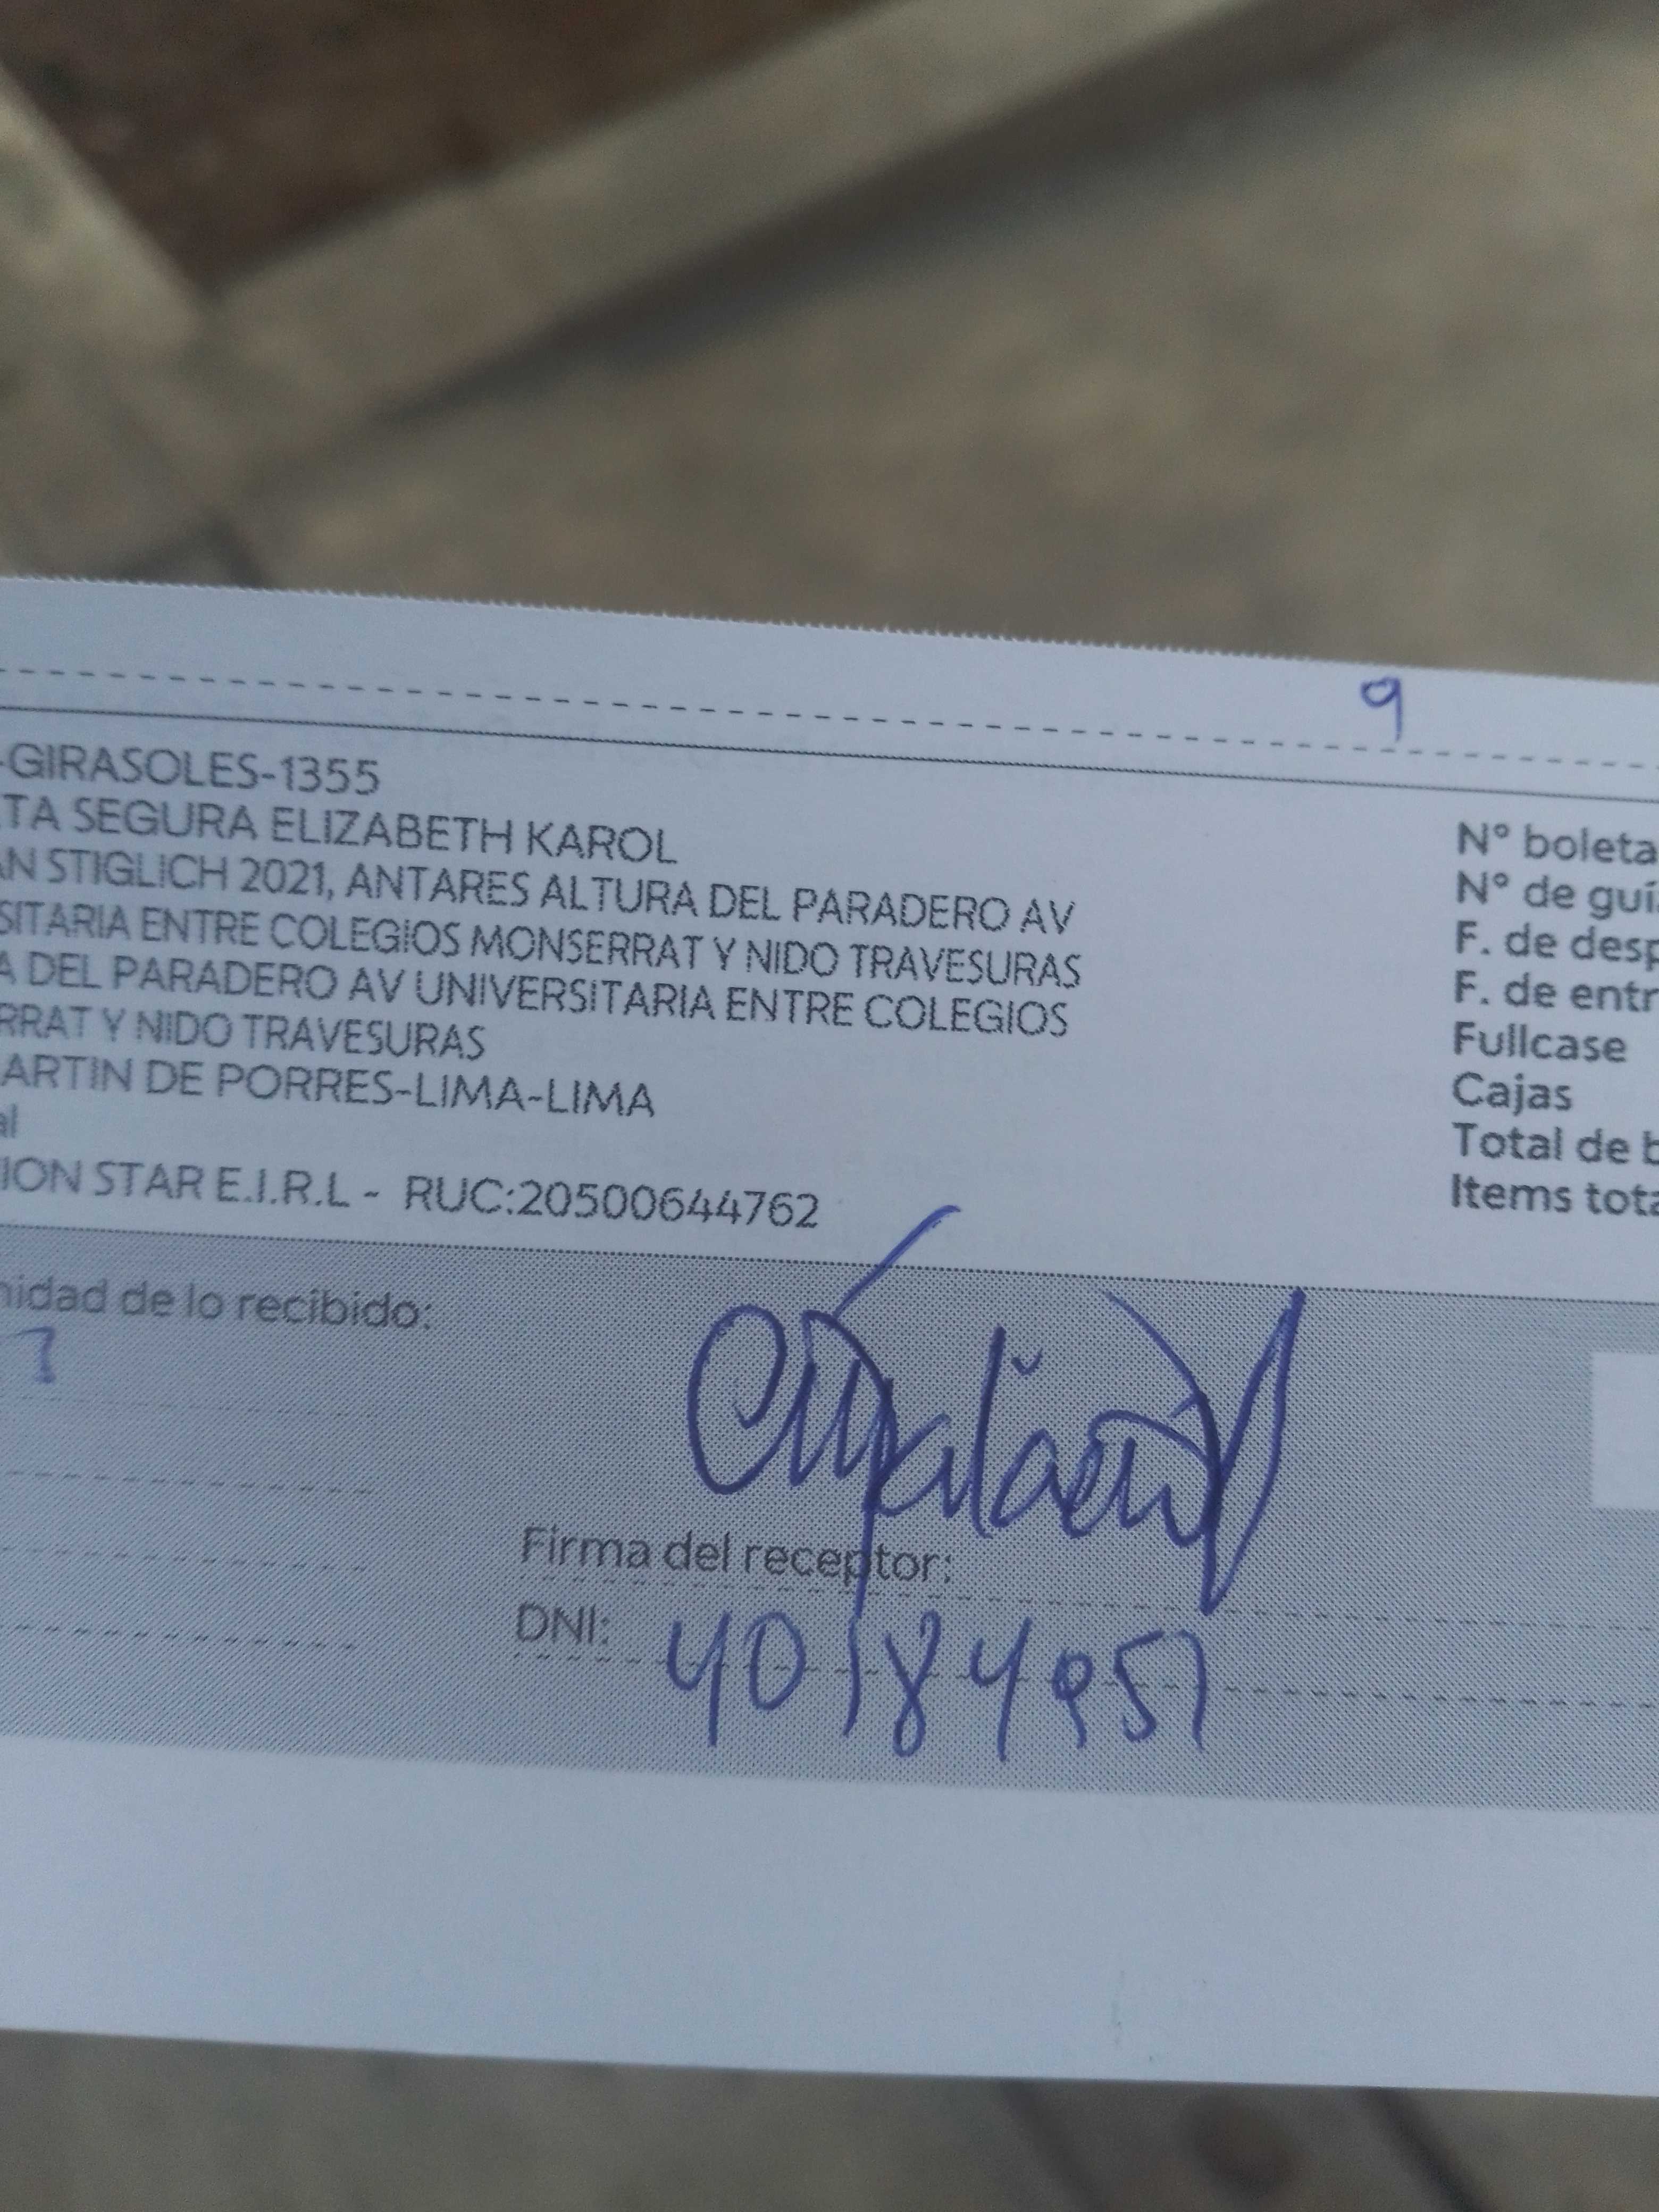 9
-GIRASOLES-1355
TA SEGURA ELIZABETH KAROL
AN STIGLICH 2021, ANTARES ALTURA DEL PARADERO AV
SITARIA ENTRE COLEGIOS MONSERRAT Y NIDO TRAVESURAS
A DEL PARADERO AV UNIVERSITARIA ENTRE COLEGIOS
RRAT Y NIDO TRAVESURAS
ARTIN DE PORRES-LIMA-LIMA
al
ION STAR E.I.R.L - RUC:20500644762
N° boleta
N° de guí
F. de desp
F. de entr
Fullcase
Cajas
Total de b
Items tota
nidad de lo recibido:
Firma del receptor:
DNI: 40184951